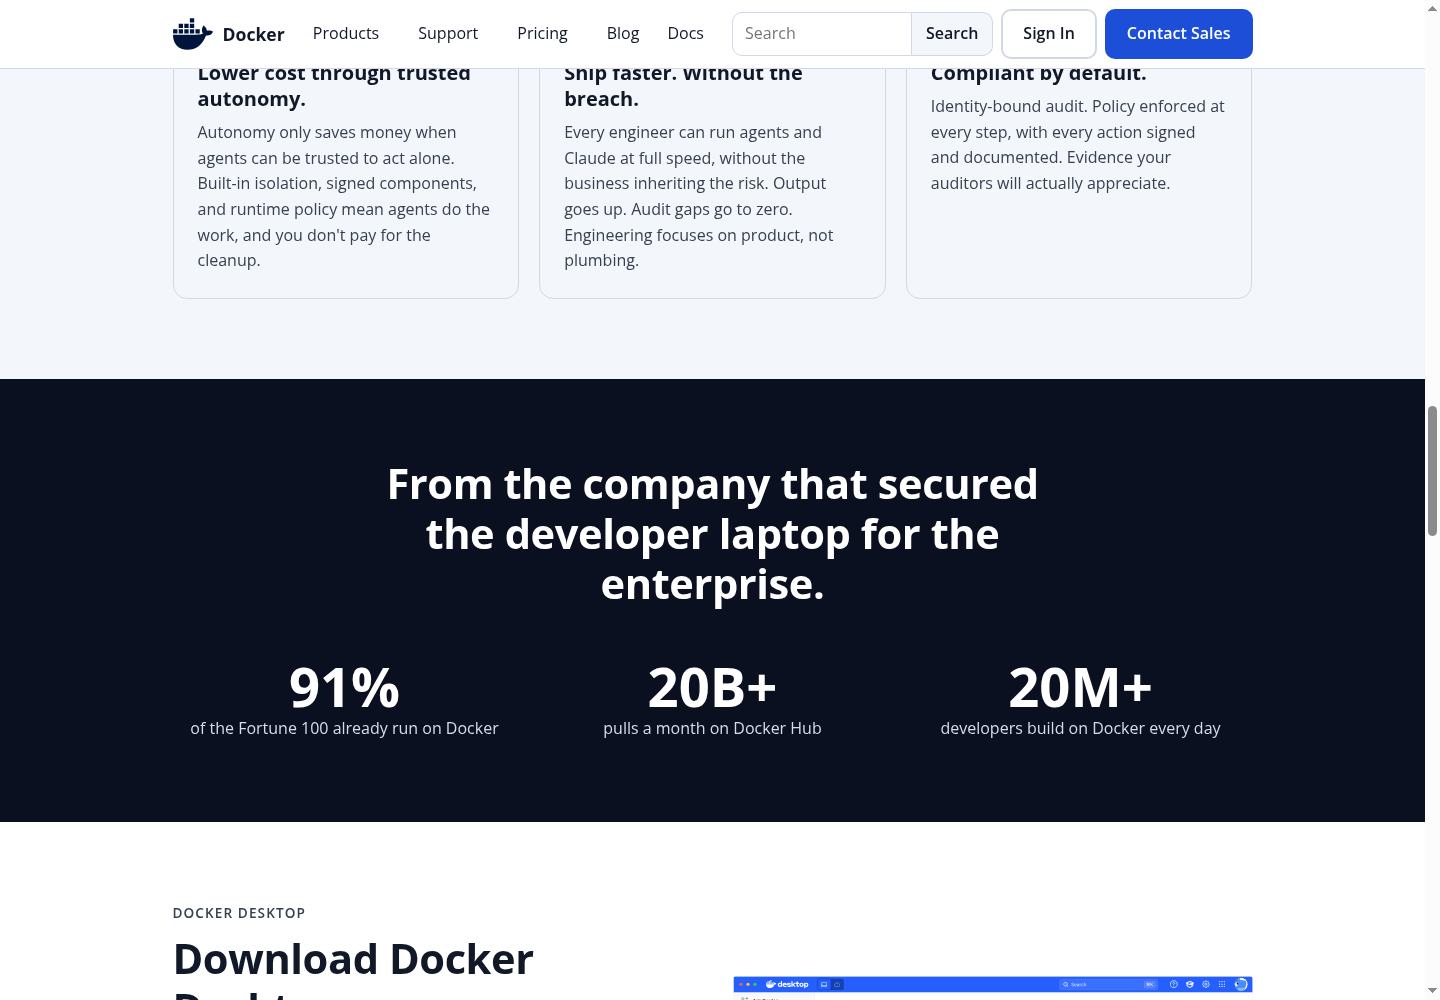 Docker
Products
Support
Pricing
Blog
Docs
Search
Search
Sign In
Contact Sales
Lower cost through trusted
autonomy.
Autonomy only saves money when
agents can be trusted to act alone.
Built-in isolation, signed components,
and runtime policy mean agents do the
work, and you don't pay for the
cleanup.
Ship faster. Without the
breach.
Every engineer can run agents and
Claude at full speed, without the
business inheriting the risk. Output
goes up. Audit gaps go to zero.
Engineering focuses on product, not
plumbing.
Compliant by default.
Identity-bound audit. Policy enforced at
every step, with every action signed
and documented. Evidence your
auditors will actually appreciate.
From the company that secured
the developer laptop for the
enterprise.
91%
of the Fortune 100 already run on Docker
20B+
pulls a month on Docker Hub
20M+
developers build on Docker every day
DOCKER DESKTOP
Download Docker
desktop
Search